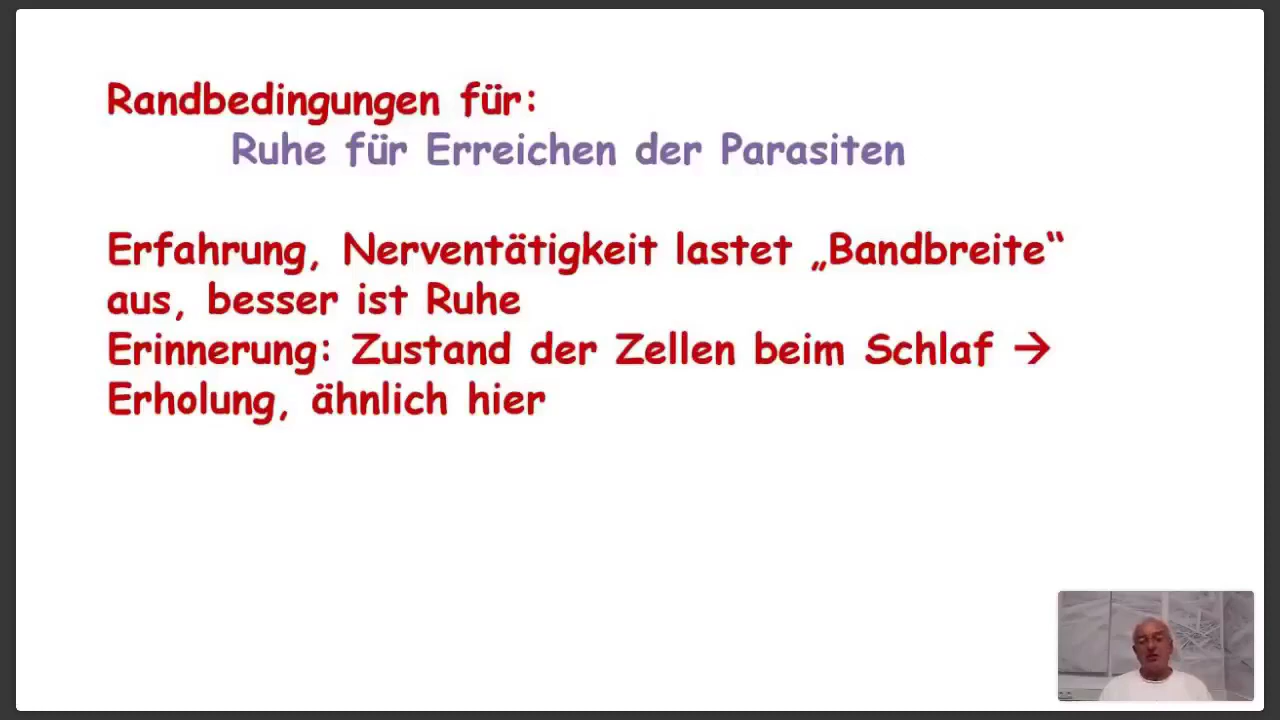 Randbedingungen für:
Ruhe für Erreichen der Parasiten
Erfahrung, Nerventätigkeit lastet „Bandbreite“
aus, besser ist Ruhe
Erinnerung: Zustand der Zellen beim Schlaf →
Erholung, ähnlich hier